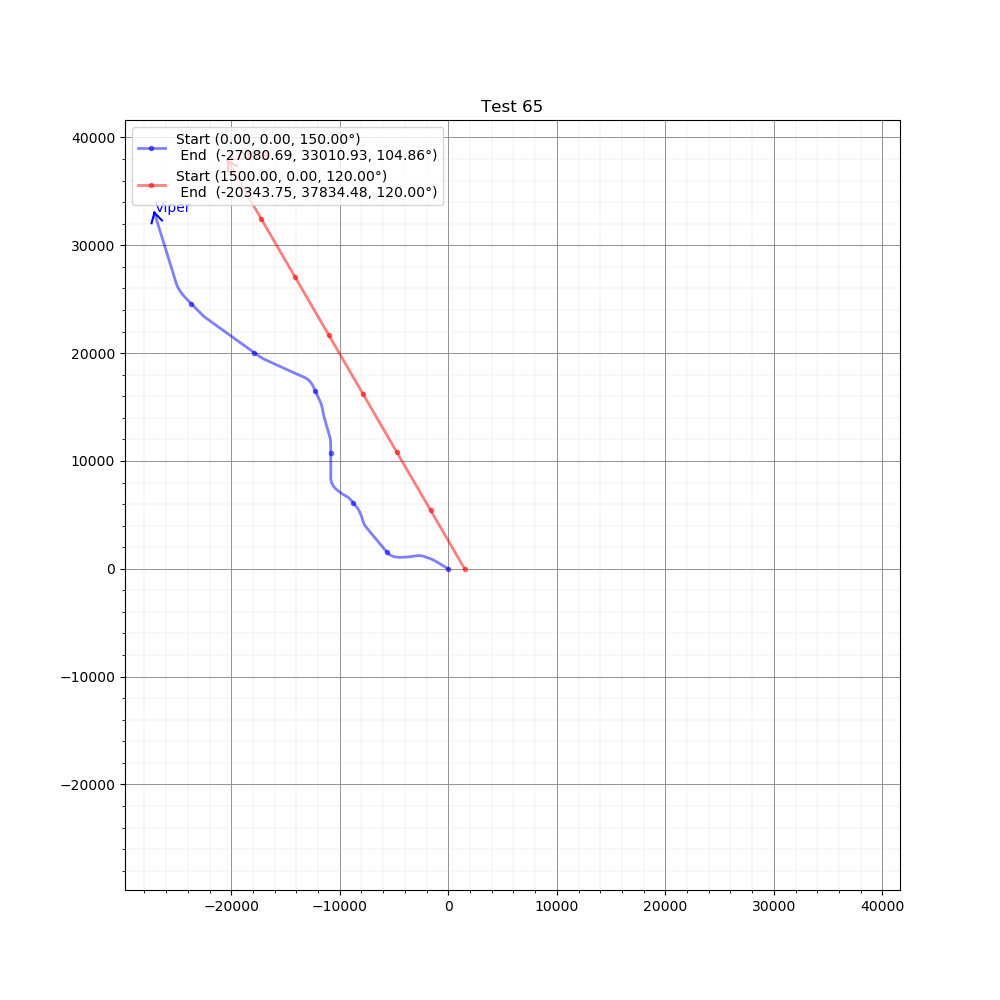 Test 65
Start (0.00, 0.00, 150.00°)
End (-27080.69, 33010.93, 104.86°)
Start (1500.00, 0.00, 120.00°)
End (-20343.75, 37834.48, 120.00°)
Viper
40000
30000
20000
10000
0
−10000
−20000
−20000 −10000 0 10000 20000 30000 40000